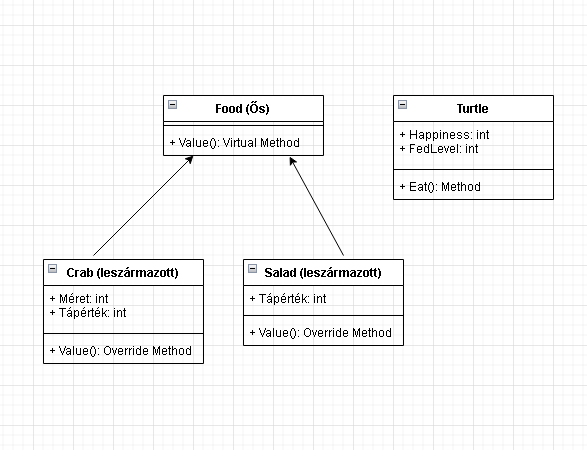 Food (Ős)
+ Value(): Virtual Method
Turtle
+ Happiness: int
+ FedLevel: int
+ Eat(): Method
Crab (leszármazott)
+ Méret: int
+ Tápérték: int
+ Value(): Override Method
Salad (leszármazott)
+ Tápérték: int
+ Value(): Override Method